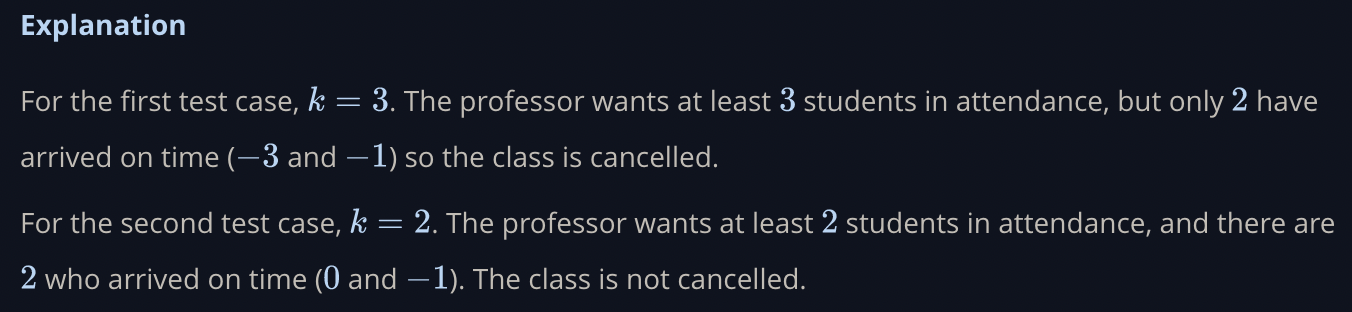 Explanation
For the first test case, k = 3. The professor wants at least 3 students in attendance, but only 2 have
arrived on time (−3 and −1) so the class is cancelled.
For the second test case, k = 2. The professor wants at least 2 students in attendance, and there are
2 who arrived on time (0 and −1). The class is not cancelled.